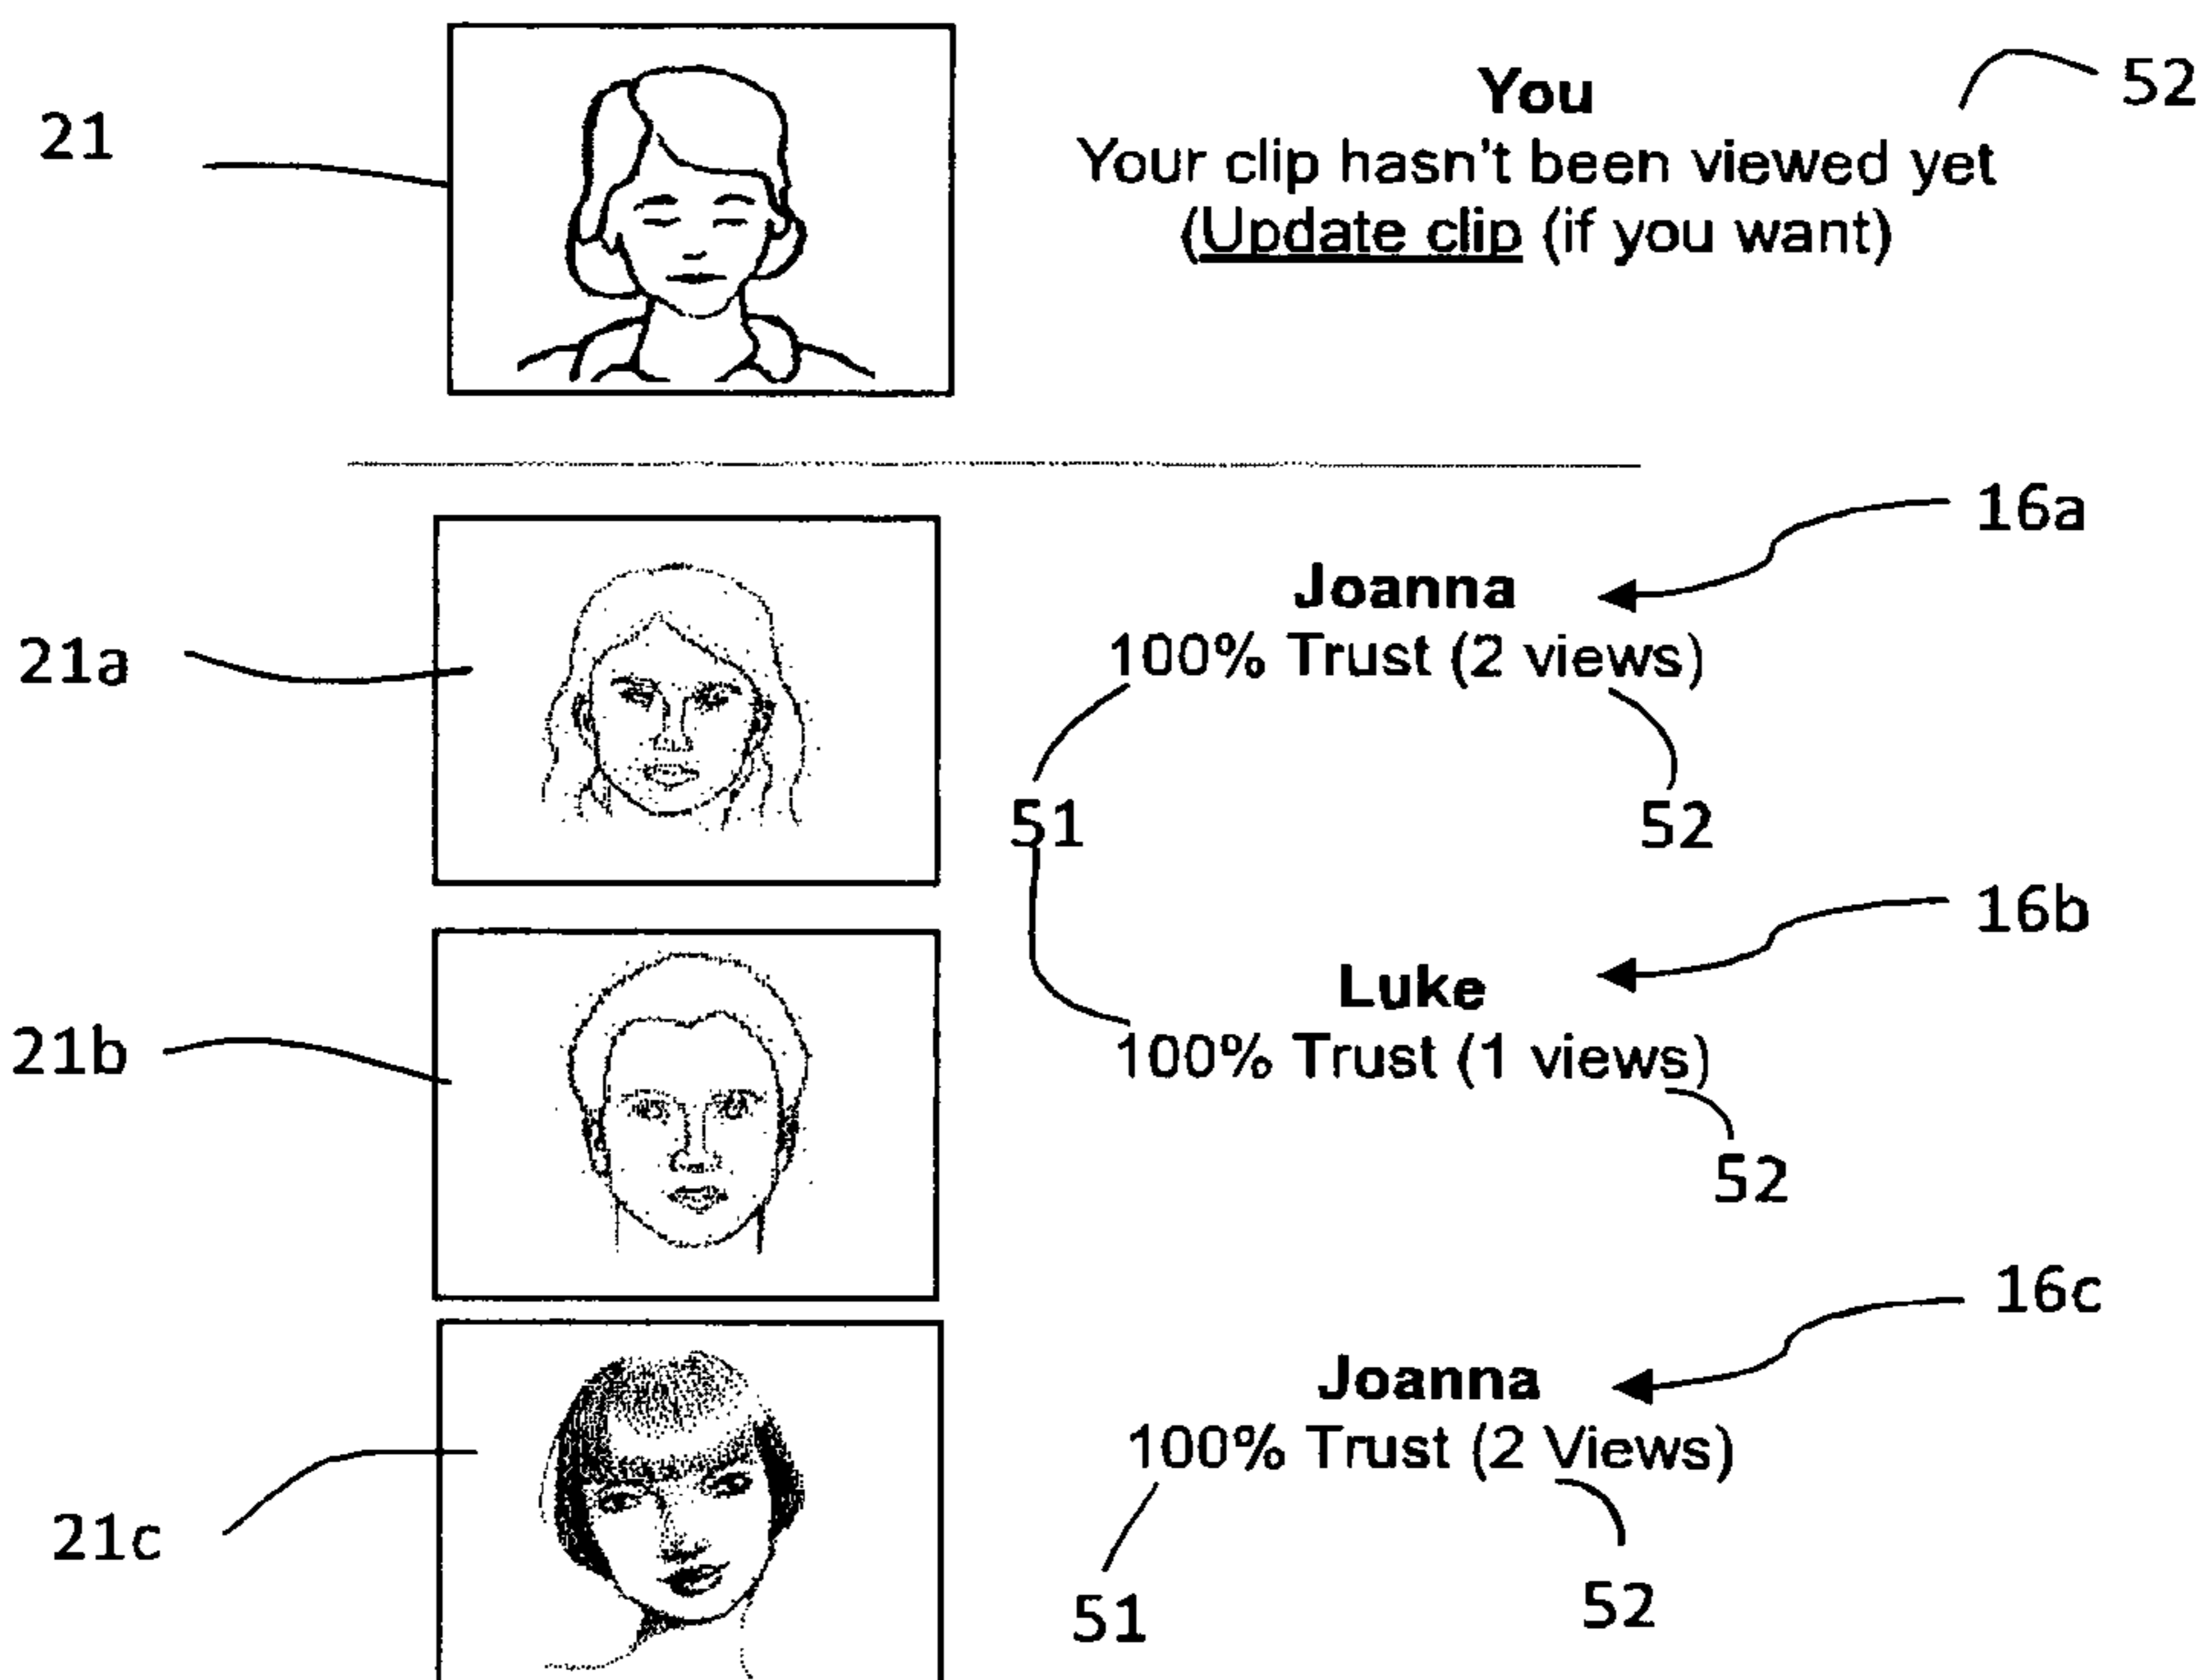 21
You
52
Your clip hasn't been viewed yet
(Update clip (if you want)
16a
Joanna
21a
100% Trust (2 views)
51
52
16b
Luke
21b
100% Trust (1 views)
52
16c
Joanna
100% Trust (2 Views)
21c
51
52